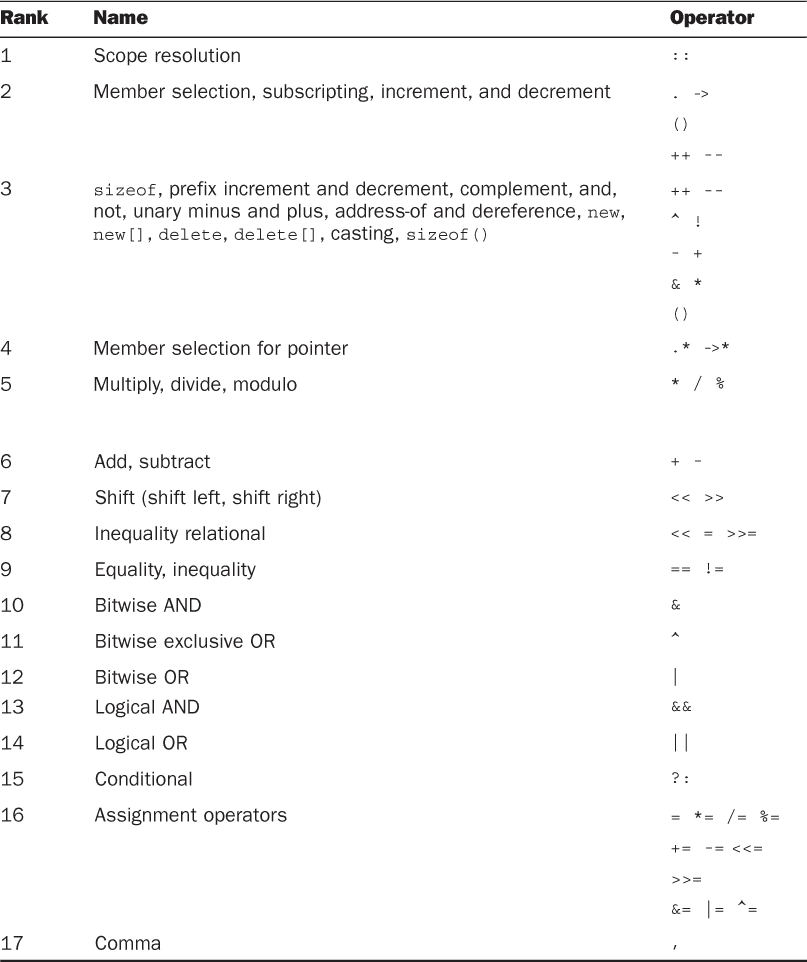 Rank Name Operator
1 Scope resolution ::
2 Member selection, subscripting, increment, and decrement . ->
()
++ --
3 sizeof, prefix increment and decrement, complement, and, ++ --
not, unary minus and plus, address-of and dereference, new, ^ !
new[], delete, delete[], casting, sizeof()
- +
& *
()
4 Member selection for pointer .* ->*
5 Multiply, divide, modulo * / %
6 Add, subtract + -
7 Shift (shift left, shift right) << >>
8 Inequality relational << = >>=
9 Equality, inequality == !=
10 Bitwise AND &
11 Bitwise exclusive OR ^
12 Bitwise OR |
13 Logical AND &&
14 Logical OR ||
15 Conditional ?:
16 Assignment operators = *= /= %=
+= -= <<=
>>=
&= |= ^=
17 Comma ,